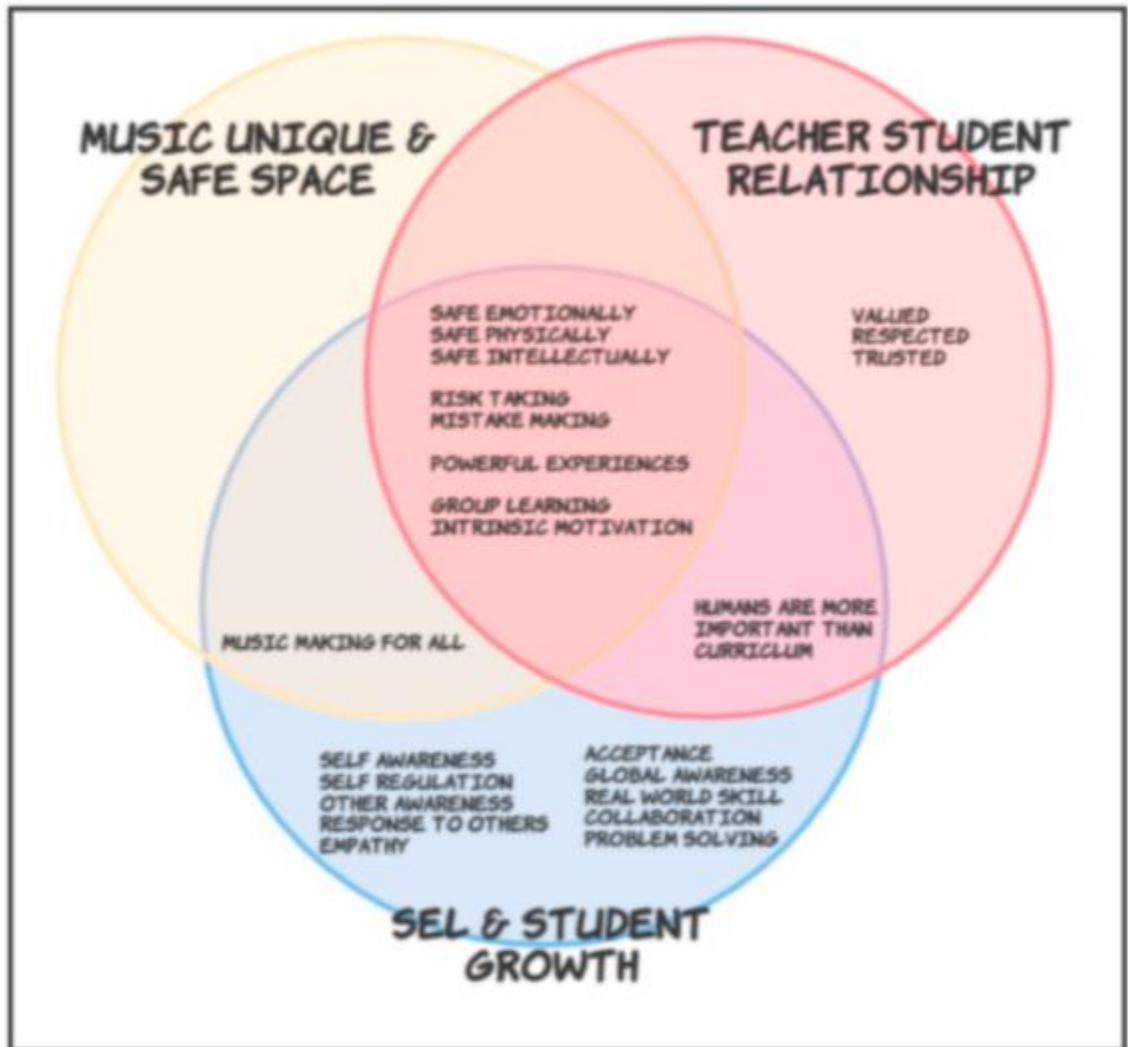 MUSIC UNIQUE &
SAFE SPACE
TEACHER STUDENT
RELATIONSHIP
SAFE EMOTIONALLY
SAFE PHYSICALLY
SAFE INTELLECTUALLY
RISK TAKING
MISTAKE MAKING
POWERFUL EXPERIENCES
GROUP LEARNING
INTRINSIC MOTIVATION
VALUED
RESPECTED
TRUSTED
MUSIC MAKING FOR ALL
HUMANS ARE MORE
IMPORTANT THAN
CURRICLUM
SELF AWARENESS
SELF REGULATION
OTHER AWARENESS
RESPONSE TO OTHERS
EMPATHY
ACCEPTANCE
GLOBAL AWARENESS
REAL WORLD SKILL
COLLABORATION
PROBLEM SOLVING
SEL & STUDENT
GROWTH